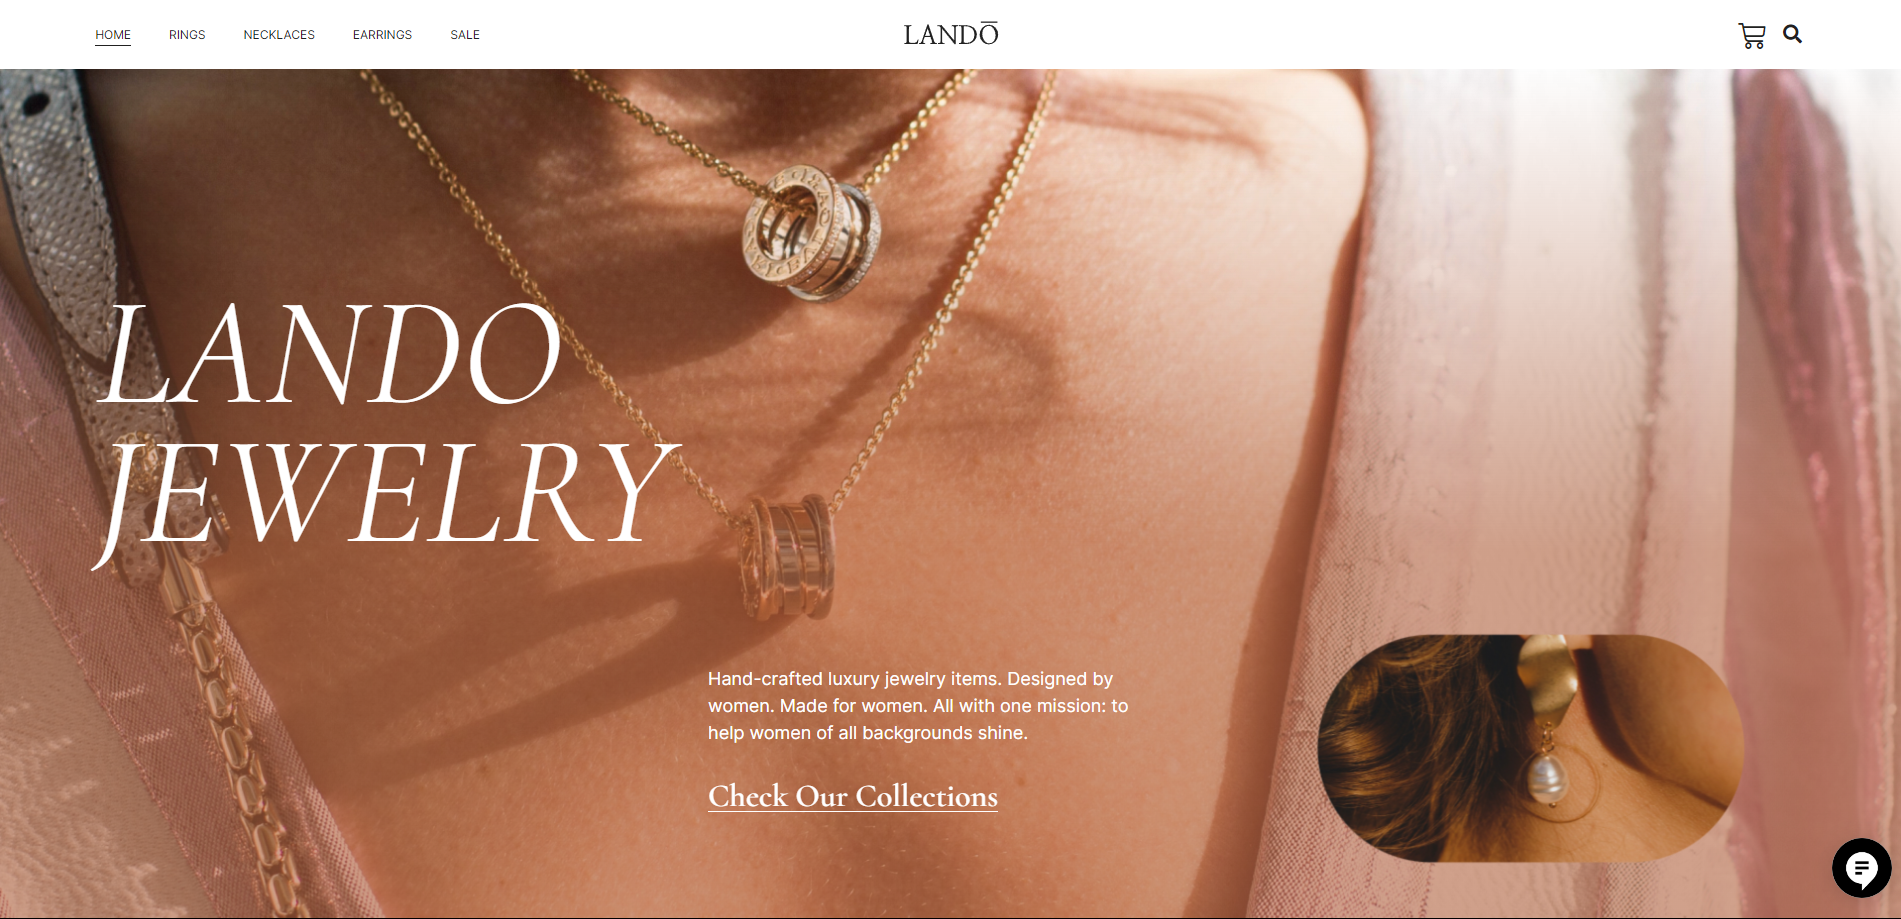 HOME RINGS NECKLACES EARRINGS SALE
LANDŌ
LANDO
JEWELRY
Hand-crafted luxury jewelry items. Designed by
women. Made for women. All with one mission: to
help women of all backgrounds shine.
Check Our Collections